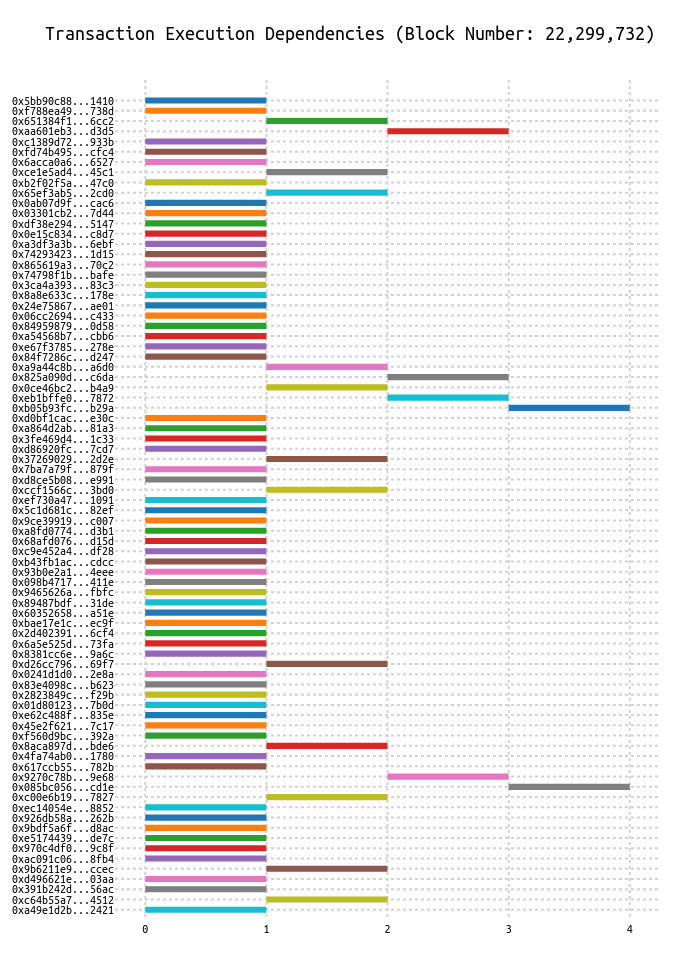 Transaction Execution Dependencies (Block Number: 22,299,732)
0x5bb90c88...1410
0xf788ea49...738d
0x651384f1...6cc2
0xaa601eb3...d3d5
0xc1389d72...933b
0xfd74b495...cfc4
0x6acca0a6...6527
0xce1e5ad4...45c1
0xb2f02f5a...47c0
0x65ef3ab5...2cd0
0x0ab07d9f...cac6
0x03301cb2...7d44
0xdf38e294...5147
0x0e15c834...c8d7
0xa3df3a3b...6ebf
0x74293423...1d15
0x865619a3...70c2
0x74798f1b...bafe
0x3ca4a393...83c3
0x8a8e633c...178e
0x24e75867...ae01
0x06cc2694...c433
0x84959879...0d58
0xa54568b7...cbb6
0xe67f3785...278e
0x84f7286c...d247
0xa9a44c8b...a6d0
0x825a090d...c6da
0x0ce46bc2...b4a9
0xeb1bffe0...7872
0xb05b93fc...b29a
0xd0bf1cac...e30c
0xa864d2ab...81a3
0x3fe469d4...1c33
0xd86920fc...7cd7
0x37269029...2d2e
0x7ba7a79f...879f
0xd8ce5b08...e991
0xccf1566c...3bd0
0xef730a47...1091
0x5c1d681c...82ef
0x9ce39919...c007
0xa8fd0774...d3b1
0x68afd076...d15d
0xc9e452a4...df28
0xb43fb1ac...cdcc
0x93b0e2a1...4eee
0x098b4717...411e
0x9465626a...fbfc
0x89487bdf...31de
0x60352658...a51e
0xbae17e1c...ec9f
0x2d402391...6cf4
0x6a5e525d...73fa
0x8381cc6e...9a6c
0xd26cc796...69f7
0x0241d1d0...2e8a
0x83e4098c...b623
0x2823849c...f29b
0x01d80123...7b0d
0xe62c488f...835e
0x45e2f621...7c17
0xf560d9bc...392a
0x8aca897d...bde6
0x4fa74ab0...1780
0x617ccb55...782b
0x9270c78b...9e68
0x085bc056...cd1e
0xc00e6b19...7827
0xec14054e...8852
0x926db58a...262b
0x9bdf5a6f...d8ac
0xe5174439...de7c
0x970c4df0...9c8f
0xac091c06...8fb4
0x9b6211e9...ccec
0xd496621e...03aa
0x391b242d...56ac
0xc64b55a7...4512
0xa49e1d2b...2421
0 1 2 3 4